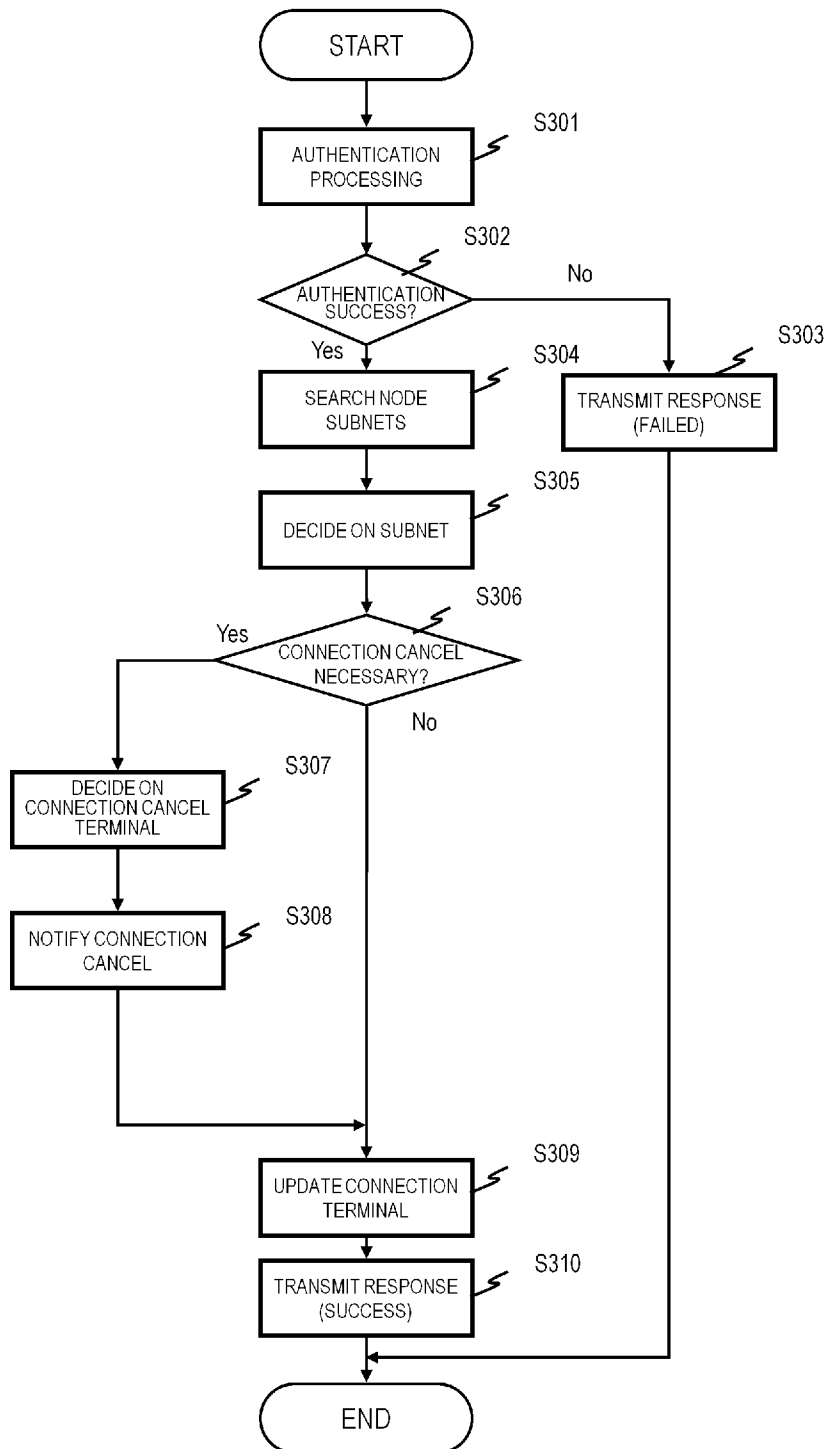 START
S301
AUTHENTICATION
PROCESSING
S302
AUTHENTICATION
SUCCESS?
No
Yes
S303
TRANSMIT RESPONSE
(FAILED)
S304
SEARCH NODE
SUBNETS
S305
DECIDE ON SUBNET
S306
CONNECTION CANCEL
NECESSARY?
Yes
No
S307
DECIDE ON
CONNECTION CANCEL
TERMINAL
S308
NOTIFY CONNECTION
CANCEL
S309
UPDATE CONNECTION
TERMINAL
S310
TRANSMIT RESPONSE
(SUCCESS)
END